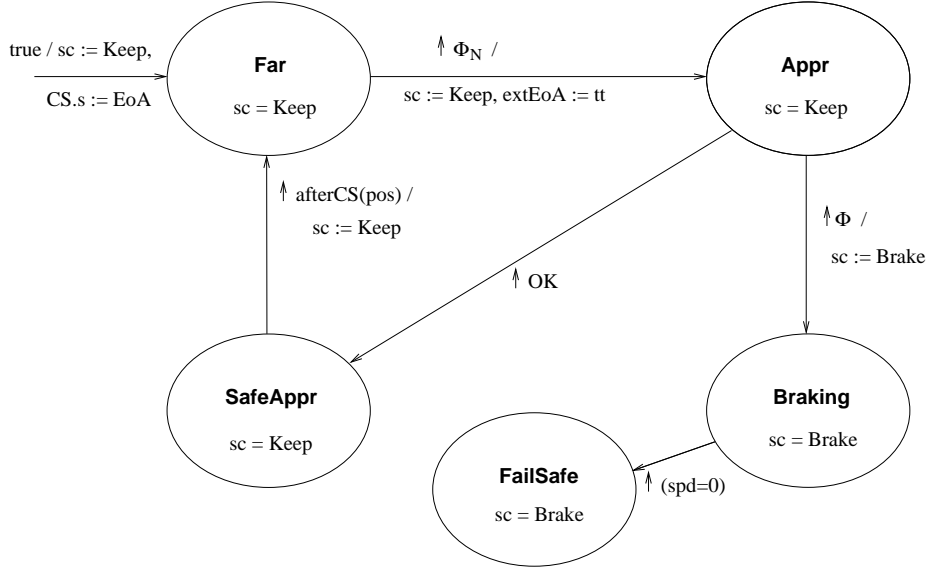 true / sc := Keep,
CS.s := EoA
Far
sc = Keep
↑ Φ_N /
sc := Keep, extEoA := tt
Appr
sc = Keep
↑ afterCS(pos) /
sc := Keep
↑ Φ /
sc := Brake
↑ OK
SafeAppr
sc = Keep
Braking
sc = Brake
FailSafe
sc = Brake
↑ (spd=0)